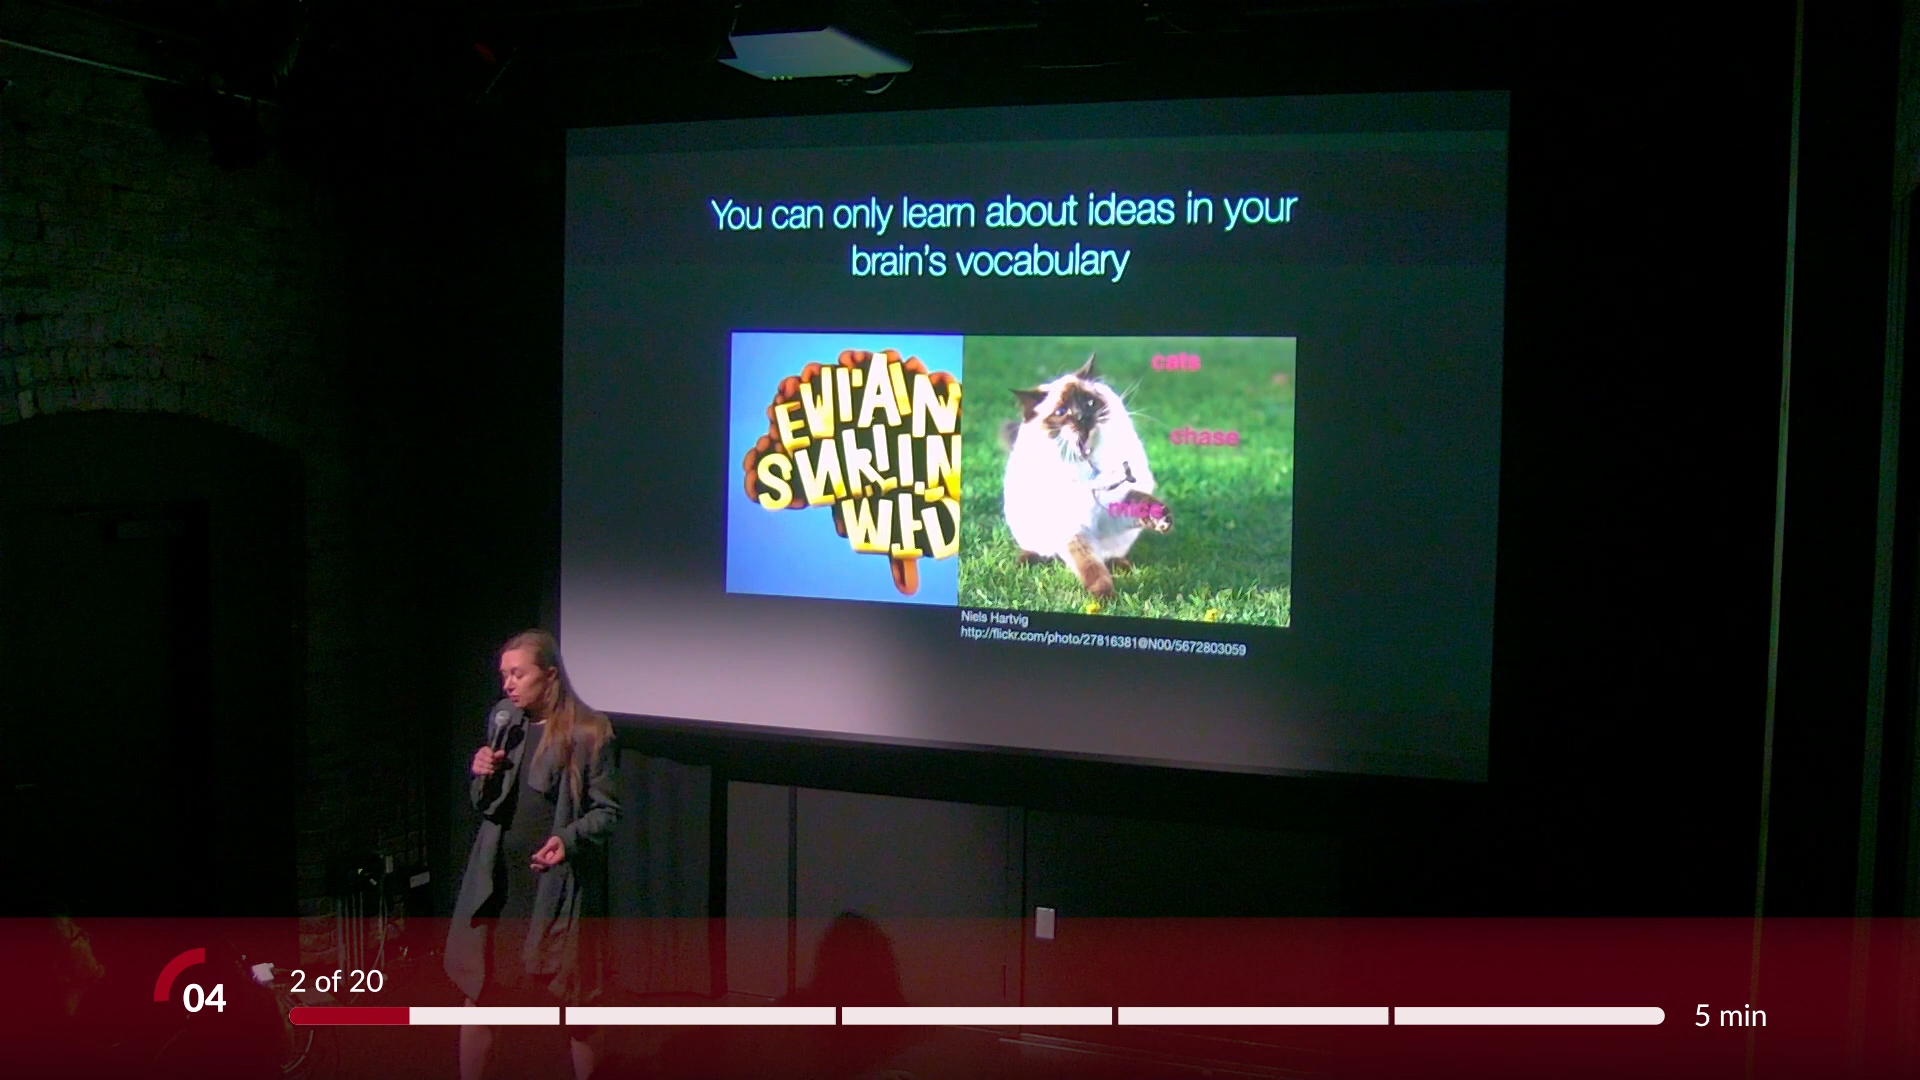 You can only learn about ideas in your
brain's vocabulary
cats
chase
mice
Niels Hartvig
http://flickr.com/photo/27816381@N00/5672803059
04
2 of 20
5 min